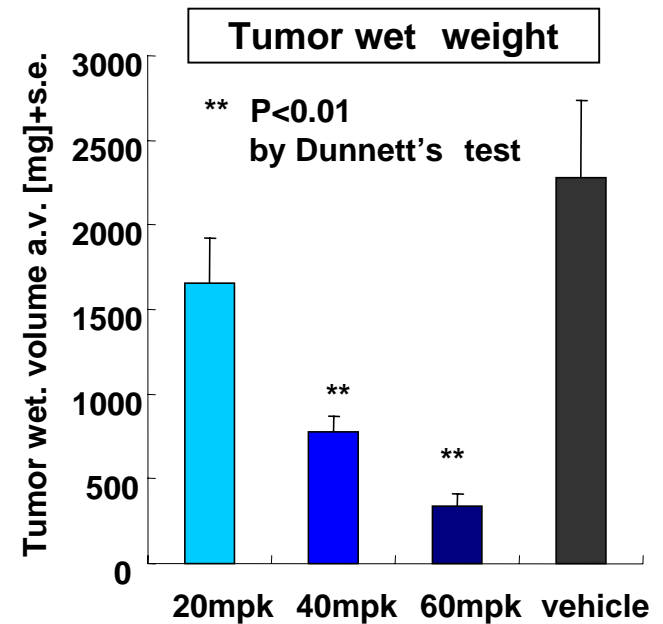 Tumor wet weight
** P<0.01
by Dunnett's test
Tumor wet. volume a.v. [mg]+s.e.
3000
2500
2000
1500
1000
500
0
**
**
20mpk 40mpk 60mpk vehicle